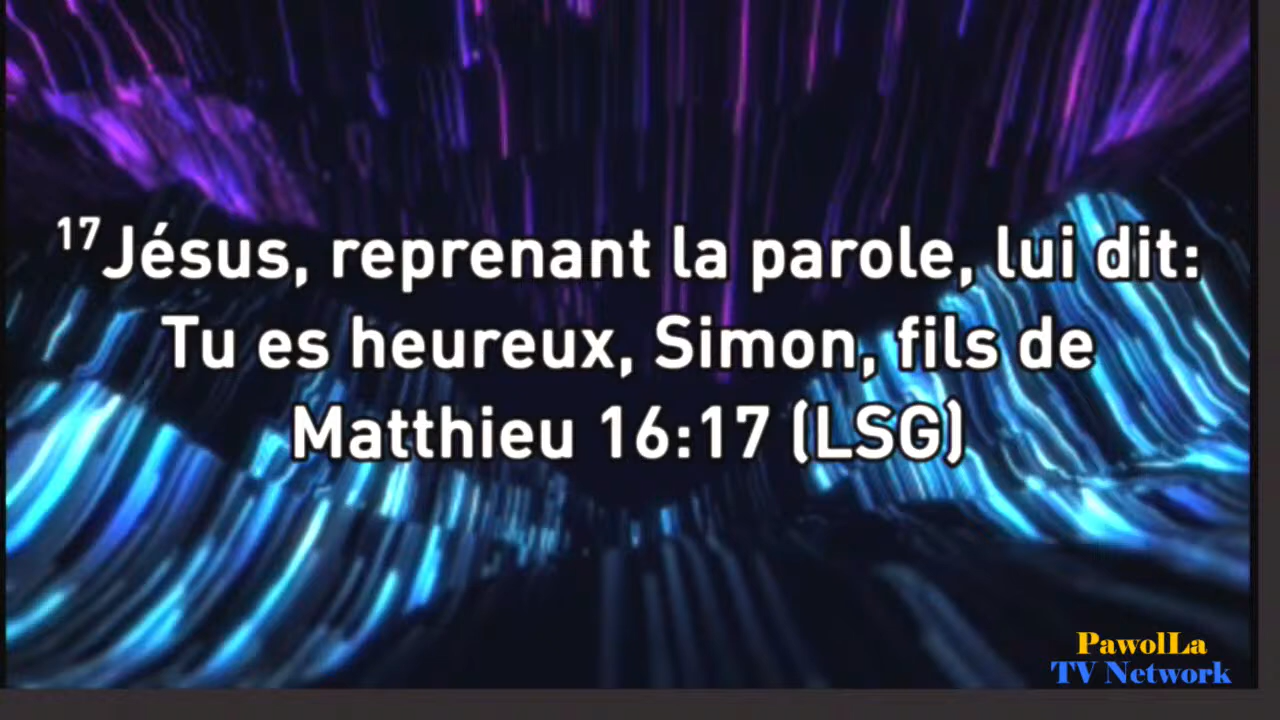 17Jésus, reprenant la parole, lui dit:
Tu es heureux, Simon, fils de
Matthieu 16:17 (LSG)
PawolLa
TV Network